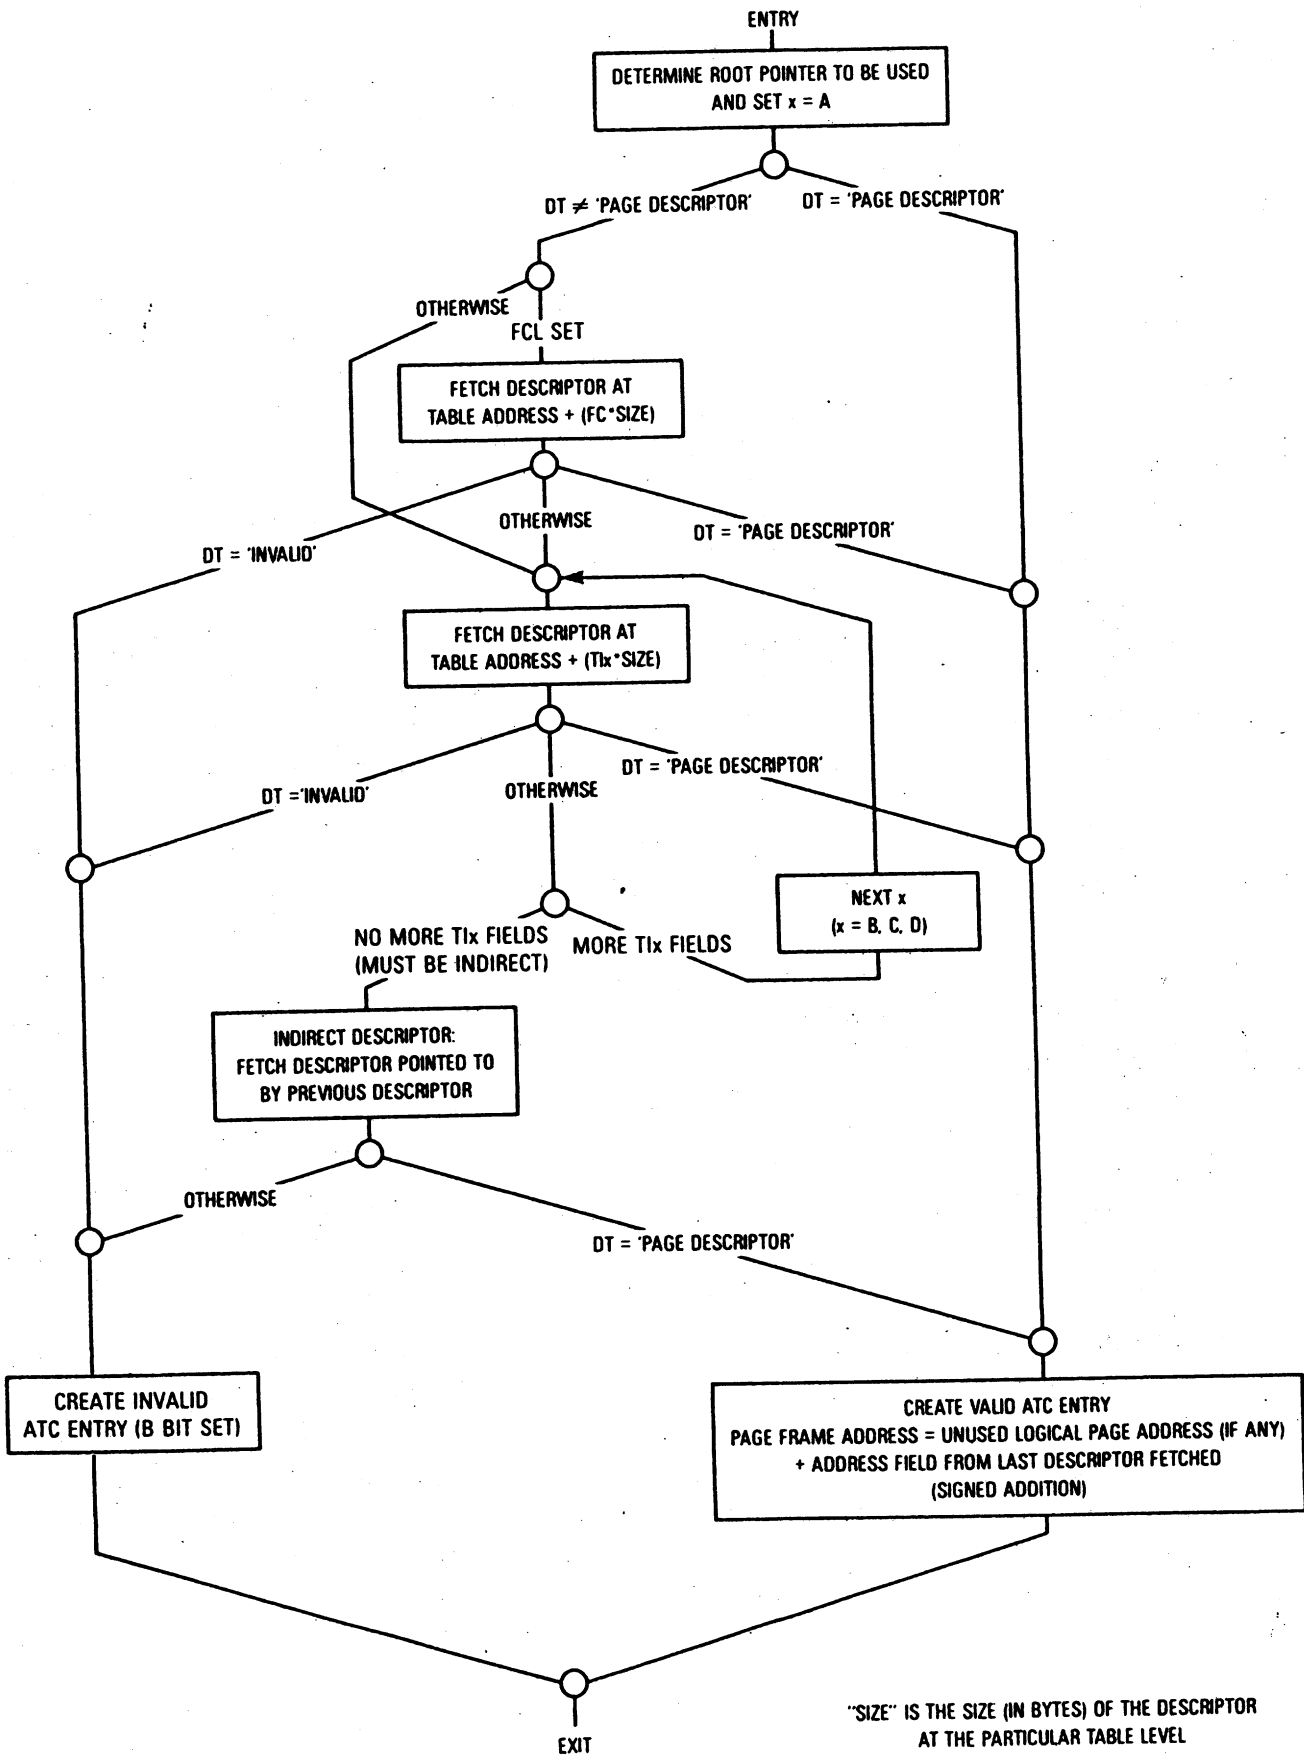 ENTRY
DETERMINE ROOT POINTER TO BE USED
AND SET x = A
DT ≠ 'PAGE DESCRIPTOR'
DT = 'PAGE DESCRIPTOR'
OTHERWISE
FCL SET
FETCH DESCRIPTOR AT
TABLE ADDRESS + (FC*SIZE)
OTHERWISE
DT = 'PAGE DESCRIPTOR'
DT = 'INVALID'
FETCH DESCRIPTOR AT
TABLE ADDRESS + (TIx*SIZE)
DT = 'PAGE DESCRIPTOR'
DT ='INVALID'
OTHERWISE
NEXT x
(x = B, C, D)
NO MORE TIx FIELDS
(MUST BE INDIRECT)
MORE TIx FIELDS
INDIRECT DESCRIPTOR:
FETCH DESCRIPTOR POINTED TO
BY PREVIOUS DESCRIPTOR
OTHERWISE
DT = 'PAGE DESCRIPTOR'
CREATE INVALID
ATC ENTRY (B BIT SET)
CREATE VALID ATC ENTRY
PAGE FRAME ADDRESS = UNUSED LOGICAL PAGE ADDRESS (IF ANY)
+ ADDRESS FIELD FROM LAST DESCRIPTOR FETCHED
(SIGNED ADDITION)
"SIZE" IS THE SIZE (IN BYTES) OF THE DESCRIPTOR
AT THE PARTICULAR TABLE LEVEL
EXIT